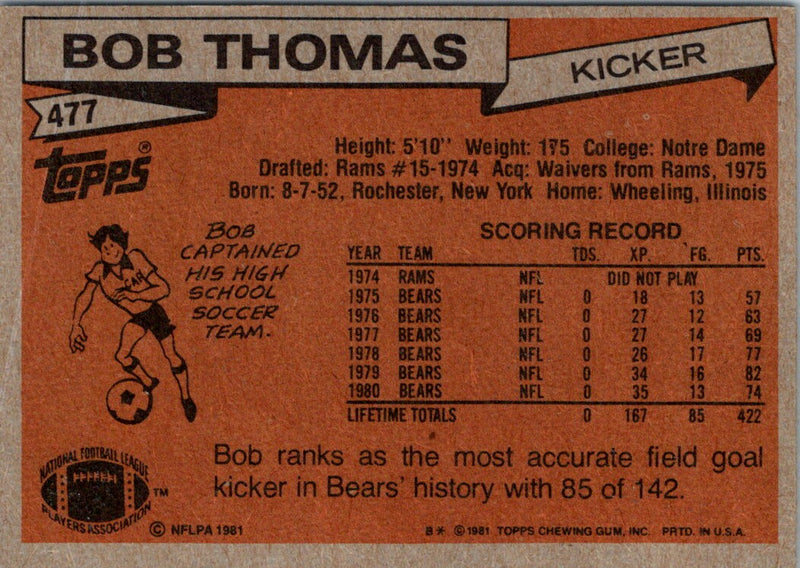 BOB THOMAS
KICKER
477
Topps®
Height: 5'10" Weight: 175 College: Notre Dame
Drafted: Rams #15-1974 Acq: Waivers from Rams, 1975
Born: 8-7-52, Rochester, New York Home: Wheeling, Illinois
BOB
CAPTAINED
HIS HIGH
SCHOOL
SOCCER
TEAM.
CAH
SCORING RECORD
YEAR TEAM TDS. XP. FG. PTS.
1974 RAMS NFL DID NOT PLAY
1975 BEARS NFL 0 18 13 57
1976 BEARS NFL 0 27 12 63
1977 BEARS NFL 0 27 14 69
1978 BEARS NFL 0 26 17 77
1979 BEARS NFL 0 34 16 82
1980 BEARS NFL 0 35 13 74
LIFETIME TOTALS 0 167 85 422
Bob ranks as the most accurate field goal
kicker in Bears' history with 85 of 142.
NATIONAL FOOTBALL LEAGUE
PLAYERS ASSOCIATION
TM
© NFLPA 1981
B* © 1981 TOPPS CHEWING GUM, INC. PRTD. IN U.S.A.